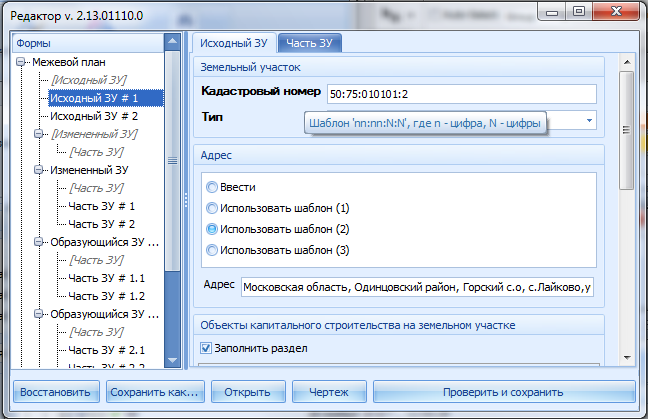 Редактор v. 2.13.01110.0
Формы
Межевой план
[Исходный ЗУ]
Исходный ЗУ # 1
Исходный ЗУ # 2
[Измененный ЗУ]
[Часть ЗУ]
Измененный ЗУ
[Часть ЗУ]
Часть ЗУ # 1
Часть ЗУ # 2
Образующийся ЗУ ...
[Часть ЗУ]
Часть ЗУ # 1.1
Часть ЗУ # 1.2
Образующийся ЗУ ...
[Часть ЗУ]
Часть ЗУ # 2.1
Часть ЗУ # 2.2
Исходный ЗУ
Часть ЗУ
Земельный участок
Кадастровый номер 50:75:010101:2
Тип
Шаблон 'nn:nn:N:N', где n - цифра, N - цифры
Адрес
Ввести
Использовать шаблон (1)
Использовать шаблон (2)
Использовать шаблон (3)
Адрес Московская область, Одинцовский район, Горский с.о, с.Лайково,у
Объекты капитального строительства на земельном участке
Заполнить раздел
Восстановить Сохранить как... Открыть Чертеж Проверить и сохранить